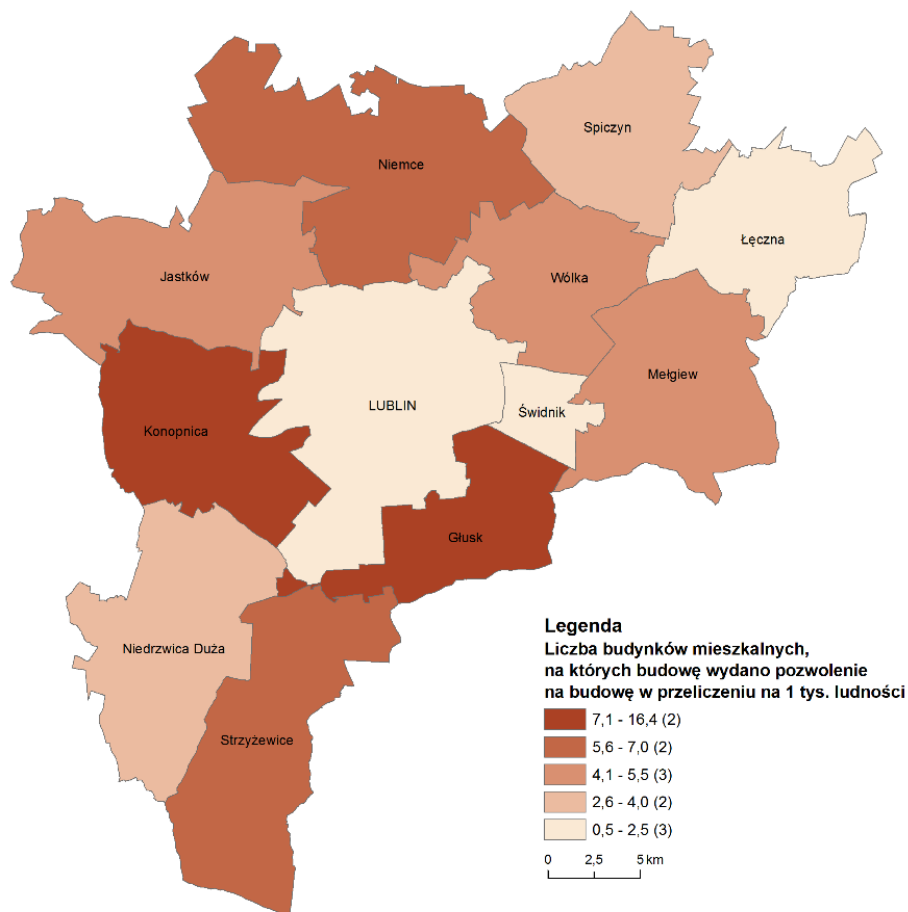 Spiczyn
Niemce
Łęczna
Jastków
Wólka
Mełgiew
LUBLIN
Świdnik
Konopnica
Głusk
Niedrzwica Duża
Strzyżewice
Legenda
Liczba budynków mieszkalnych,
na których budowę wydano pozwolenie
na budowę w przeliczeniu na 1 tys. ludności
7,1 - 16,4 (2)
5,6 - 7,0 (2)
4,1 - 5,5 (3)
2,6 - 4,0 (2)
0,5 - 2,5 (3)
0 2,5 5 km